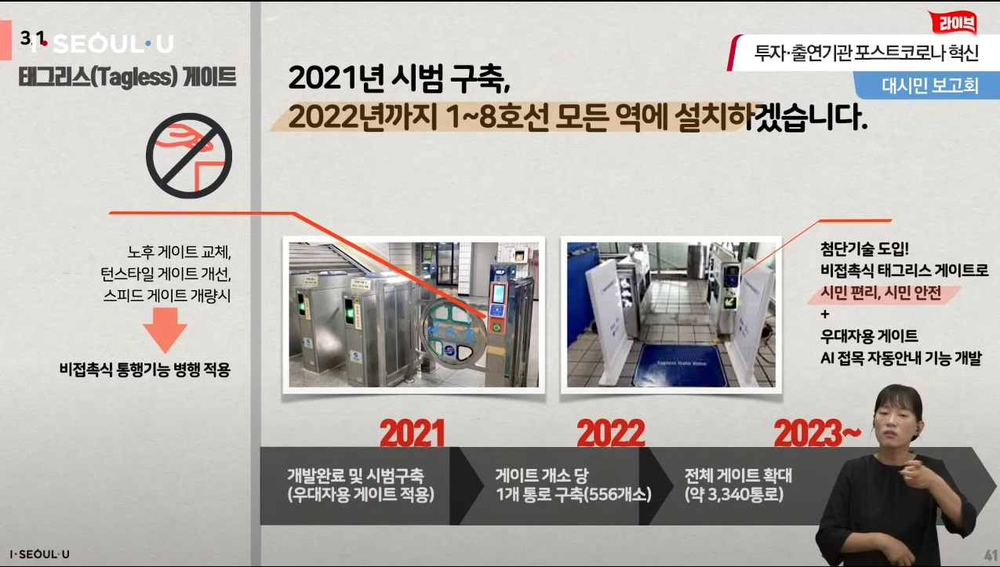 라이브
31
I·SEOUL·U
투자·출연기관 포스트코로나 혁신
대시민 보고회
태그리스(Tagless) 게이트
2021년 시범 구축,
2022년까지 1~8호선 모든 역에 설치하겠습니다.
노후 게이트 교체,
턴스타일 게이트 개선,
스피드 게이트 개량시
비접촉식 통행기능 병행 적용
HELP
첨단기술 도입!
비접촉식 태그리스 게이트로
시민 편리, 시민 안전
+
우대자용 게이트
AI 접목 자동안내 기능 개발
2021
2022
2023~
개발완료 및 시범구축
(우대자용 게이트 적용)
게이트 개소 당
1개 통로 구축(556개소)
전체 게이트 확대
(약 3,340통로)
I·SEOUL·U
41